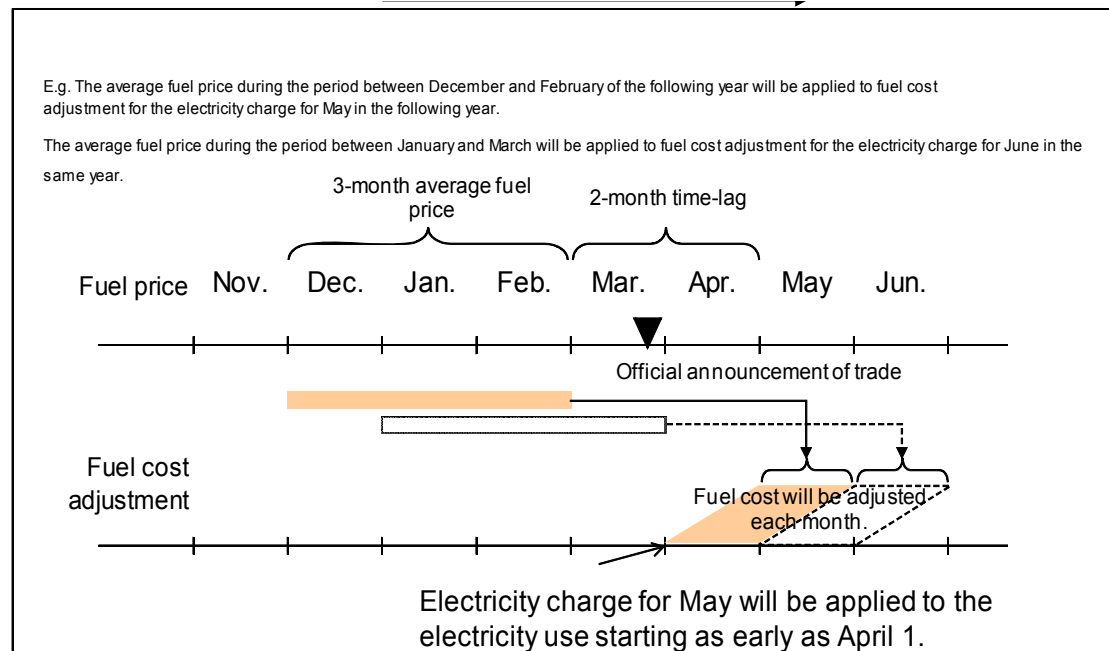 E.g. The average fuel price during the period between December and February of the following year will be applied to fuel cost
adjustment for the electricity charge for May in the following year.
The average fuel price during the period between January and March will be applied to fuel cost adjustment for the electricity charge for June in the
same year.
3-month average fuel
price
2-month time-lag
Fuel price Nov. Dec. Jan. Feb. Mar. Apr. May Jun.
Official announcement of trade
Fuel cost
adjustment
Fuel cost will be adjusted
each month.
Electricity charge for May will be applied to the
electricity use starting as early as April 1.